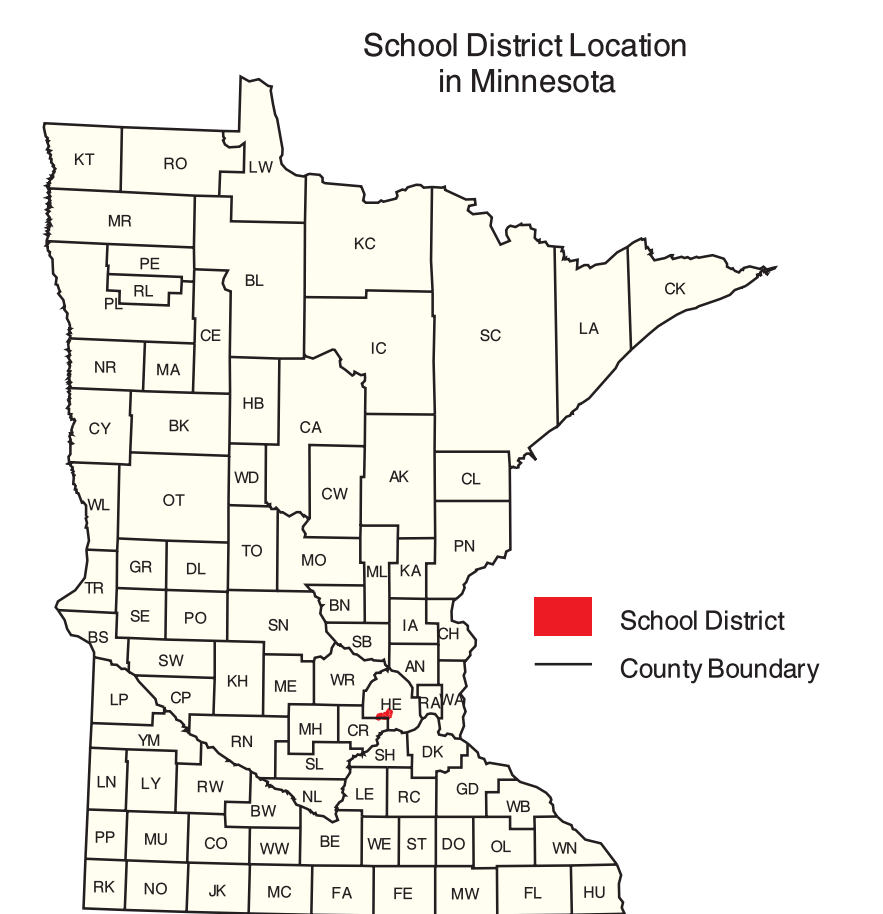 School District Location
in Minnesota
KT
RO
LW
MR
KC
PE
BL
RL
PL
CK
CE
SC
LA
IC
NR
MA
HB
CY
BK
CA
WD
AK
CL
CW
OT
WL
PN
TO
MO
GR
DL
ML
KA
TR
BN
SE
PO
SN
IA
CH
BS
SB
School District
SW
AN
County Boundary
KH
WR
ME
LP
CP
HE
RA
WA
MH
CR
YM
RN
SH
DK
SL
LN
LY
RW
NL
LE
RC
GD
BW
WB
PP
MU
CO
WW
BE
WE
ST
DO
OL
WN
RK
NO
JK
MC
FA
FE
MW
FL
HU